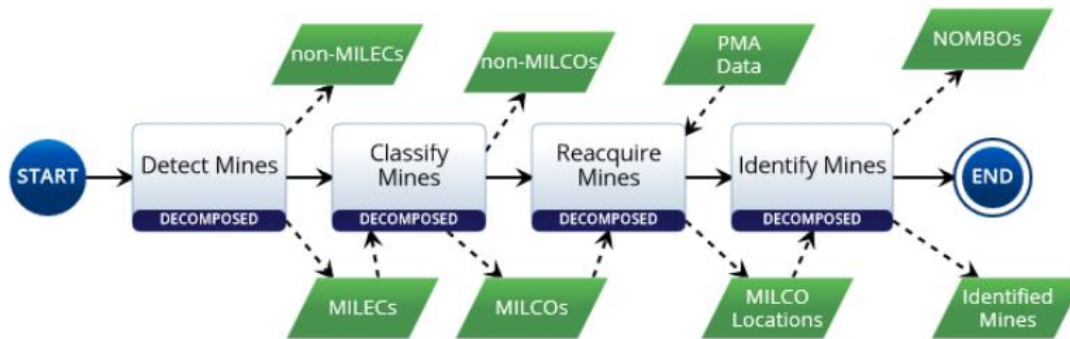 non-MILECs
non-MILCOs
PMA
Data
NOMBOs
START
Detect Mines
DECOMPOSED
Classify
Mines
DECOMPOSED
Reacquire
Mines
DECOMPOSED
Identify Mines
DECOMPOSED
END
MILECs
MILCOs
MILCO
Locations
Identified
Mines